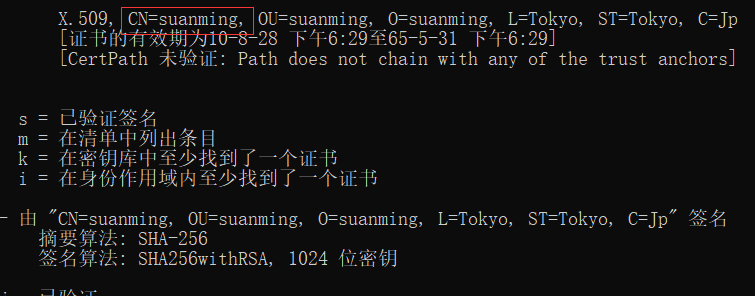 X.509, CN=suanming, OU=suanming, O=suanming, L=Tokyo, ST=Tokyo, C=Jp
[证书的有效期为10-8-28 下午6:29至65-5-31 下午6:29]
[CertPath 未验证: Path does not chain with any of the trust anchors]
s = 已验证签名
m = 在清单中列出条目
k = 在密钥库中至少找到了一个证书
i = 在身份作用域内至少找到了一个证书
- 由 "CN=suanming, OU=suanming, O=suanming, L=Tokyo, ST=Tokyo, C=Jp" 签名
摘要算法: SHA-256
签名算法: SHA256withRSA, 1024 位密钥